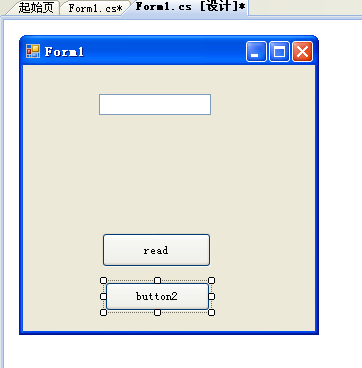 起始页 Form1.cs* Form1.cs [设计]*
Form1
read
button2